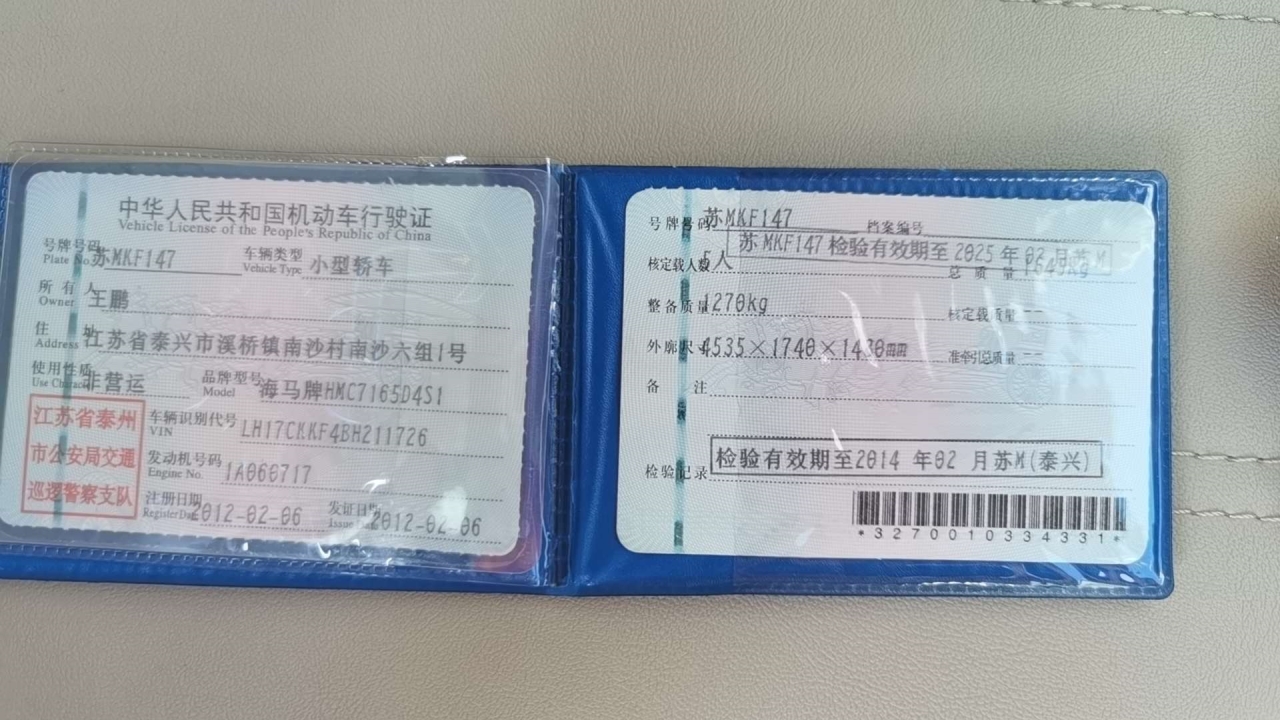 中华人民共和国机动车行驶证
Vehicle License of the People's Republic of China
号牌号码 苏MKF147 车辆类型 小型轿车
Plate No. Vehicle Type
所有人 王鹏
Owner
住 址 江苏省泰兴市溪桥镇南沙村南沙六组1号
Address
使用性质 非营运 品牌型号 海马牌HMC7165D4S1
Use Character Model
江苏省泰州
市公安局交通
巡逻警察支队
车辆识别代号 LH17CKKF4BH211726
VIN
发动机号码 1A066717
Engine No.
注册日期 2012-02-06 发证日期 2012-02-06
Register Date Issue
号牌号码 苏MKF147 档案编号
苏MKF147 检验有效期至 2025 年 02 月苏M
核定载人数 5人 总质量 1645kg
整备质量 1270kg 核定载质量 --
外廓尺寸 4535×1740×1430mm 准牵引总质量 --
备 注
检验记录 检验有效期至2014 年02 月苏M(泰兴)
*3270010334331*